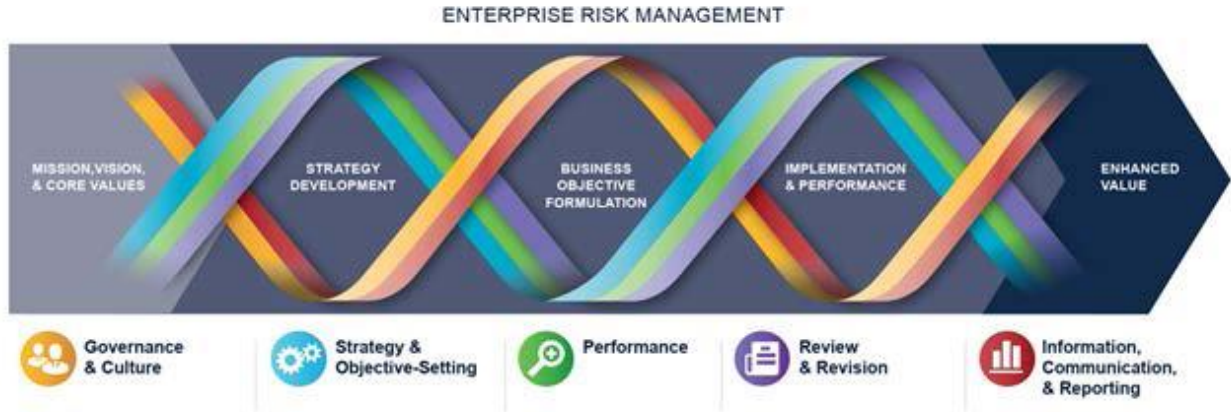 ENTERPRISE RISK MANAGEMENT
MISSION,VISION,
& CORE VALUES
STRATEGY
DEVELOPMENT
BUSINESS
OBJECTIVE
FORMULATION
IMPLEMENTATION
& PERFORMANCE
ENHANCED
VALUE
Governance
& Culture
Strategy &
Objective-Setting
Performance
Review
& Revision
Information,
Communication,
& Reporting